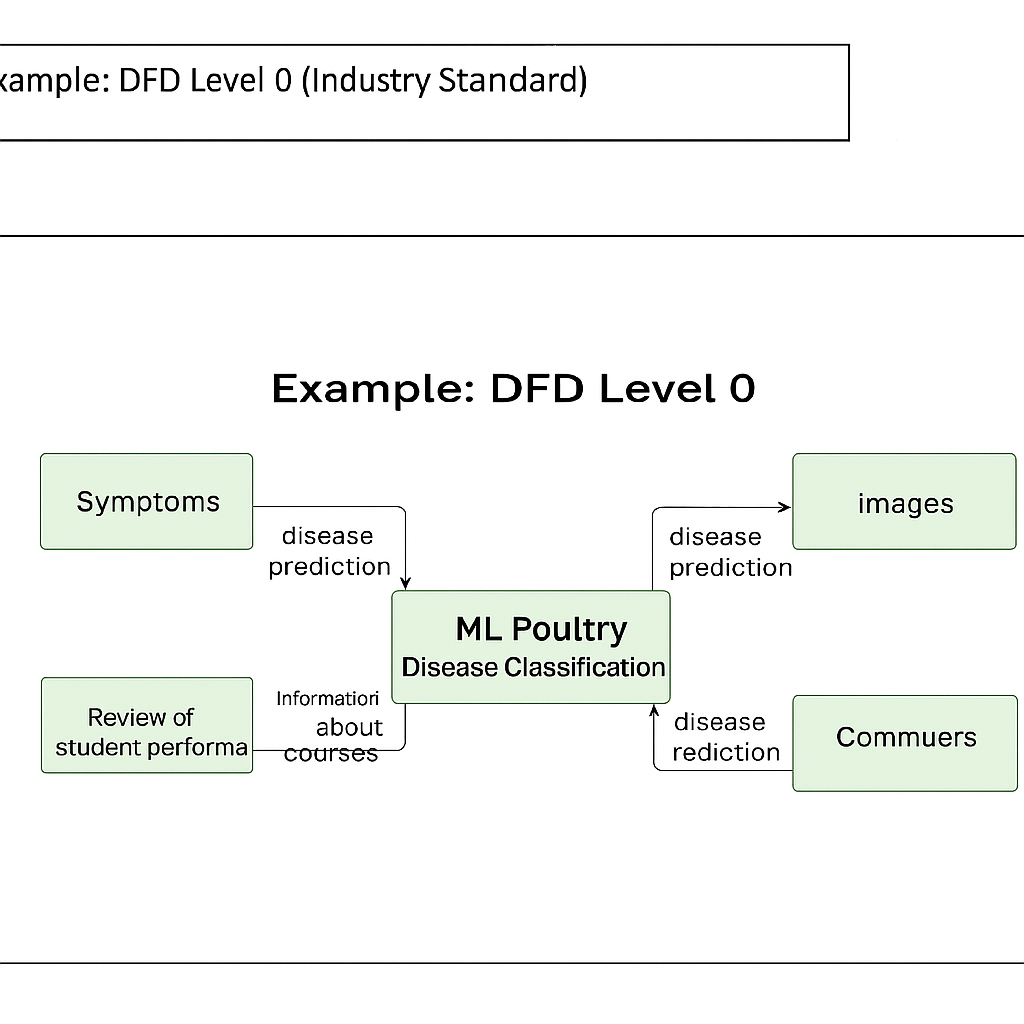 xample: DFD Level 0 (Industry Standard)
Example: DFD Level 0
Symptoms
disease
prediction
disease
prediction
images
ML Poultry
Disease Classification
Review of
student performa
Informatiori
about
courses
disease
rediction
Commuers